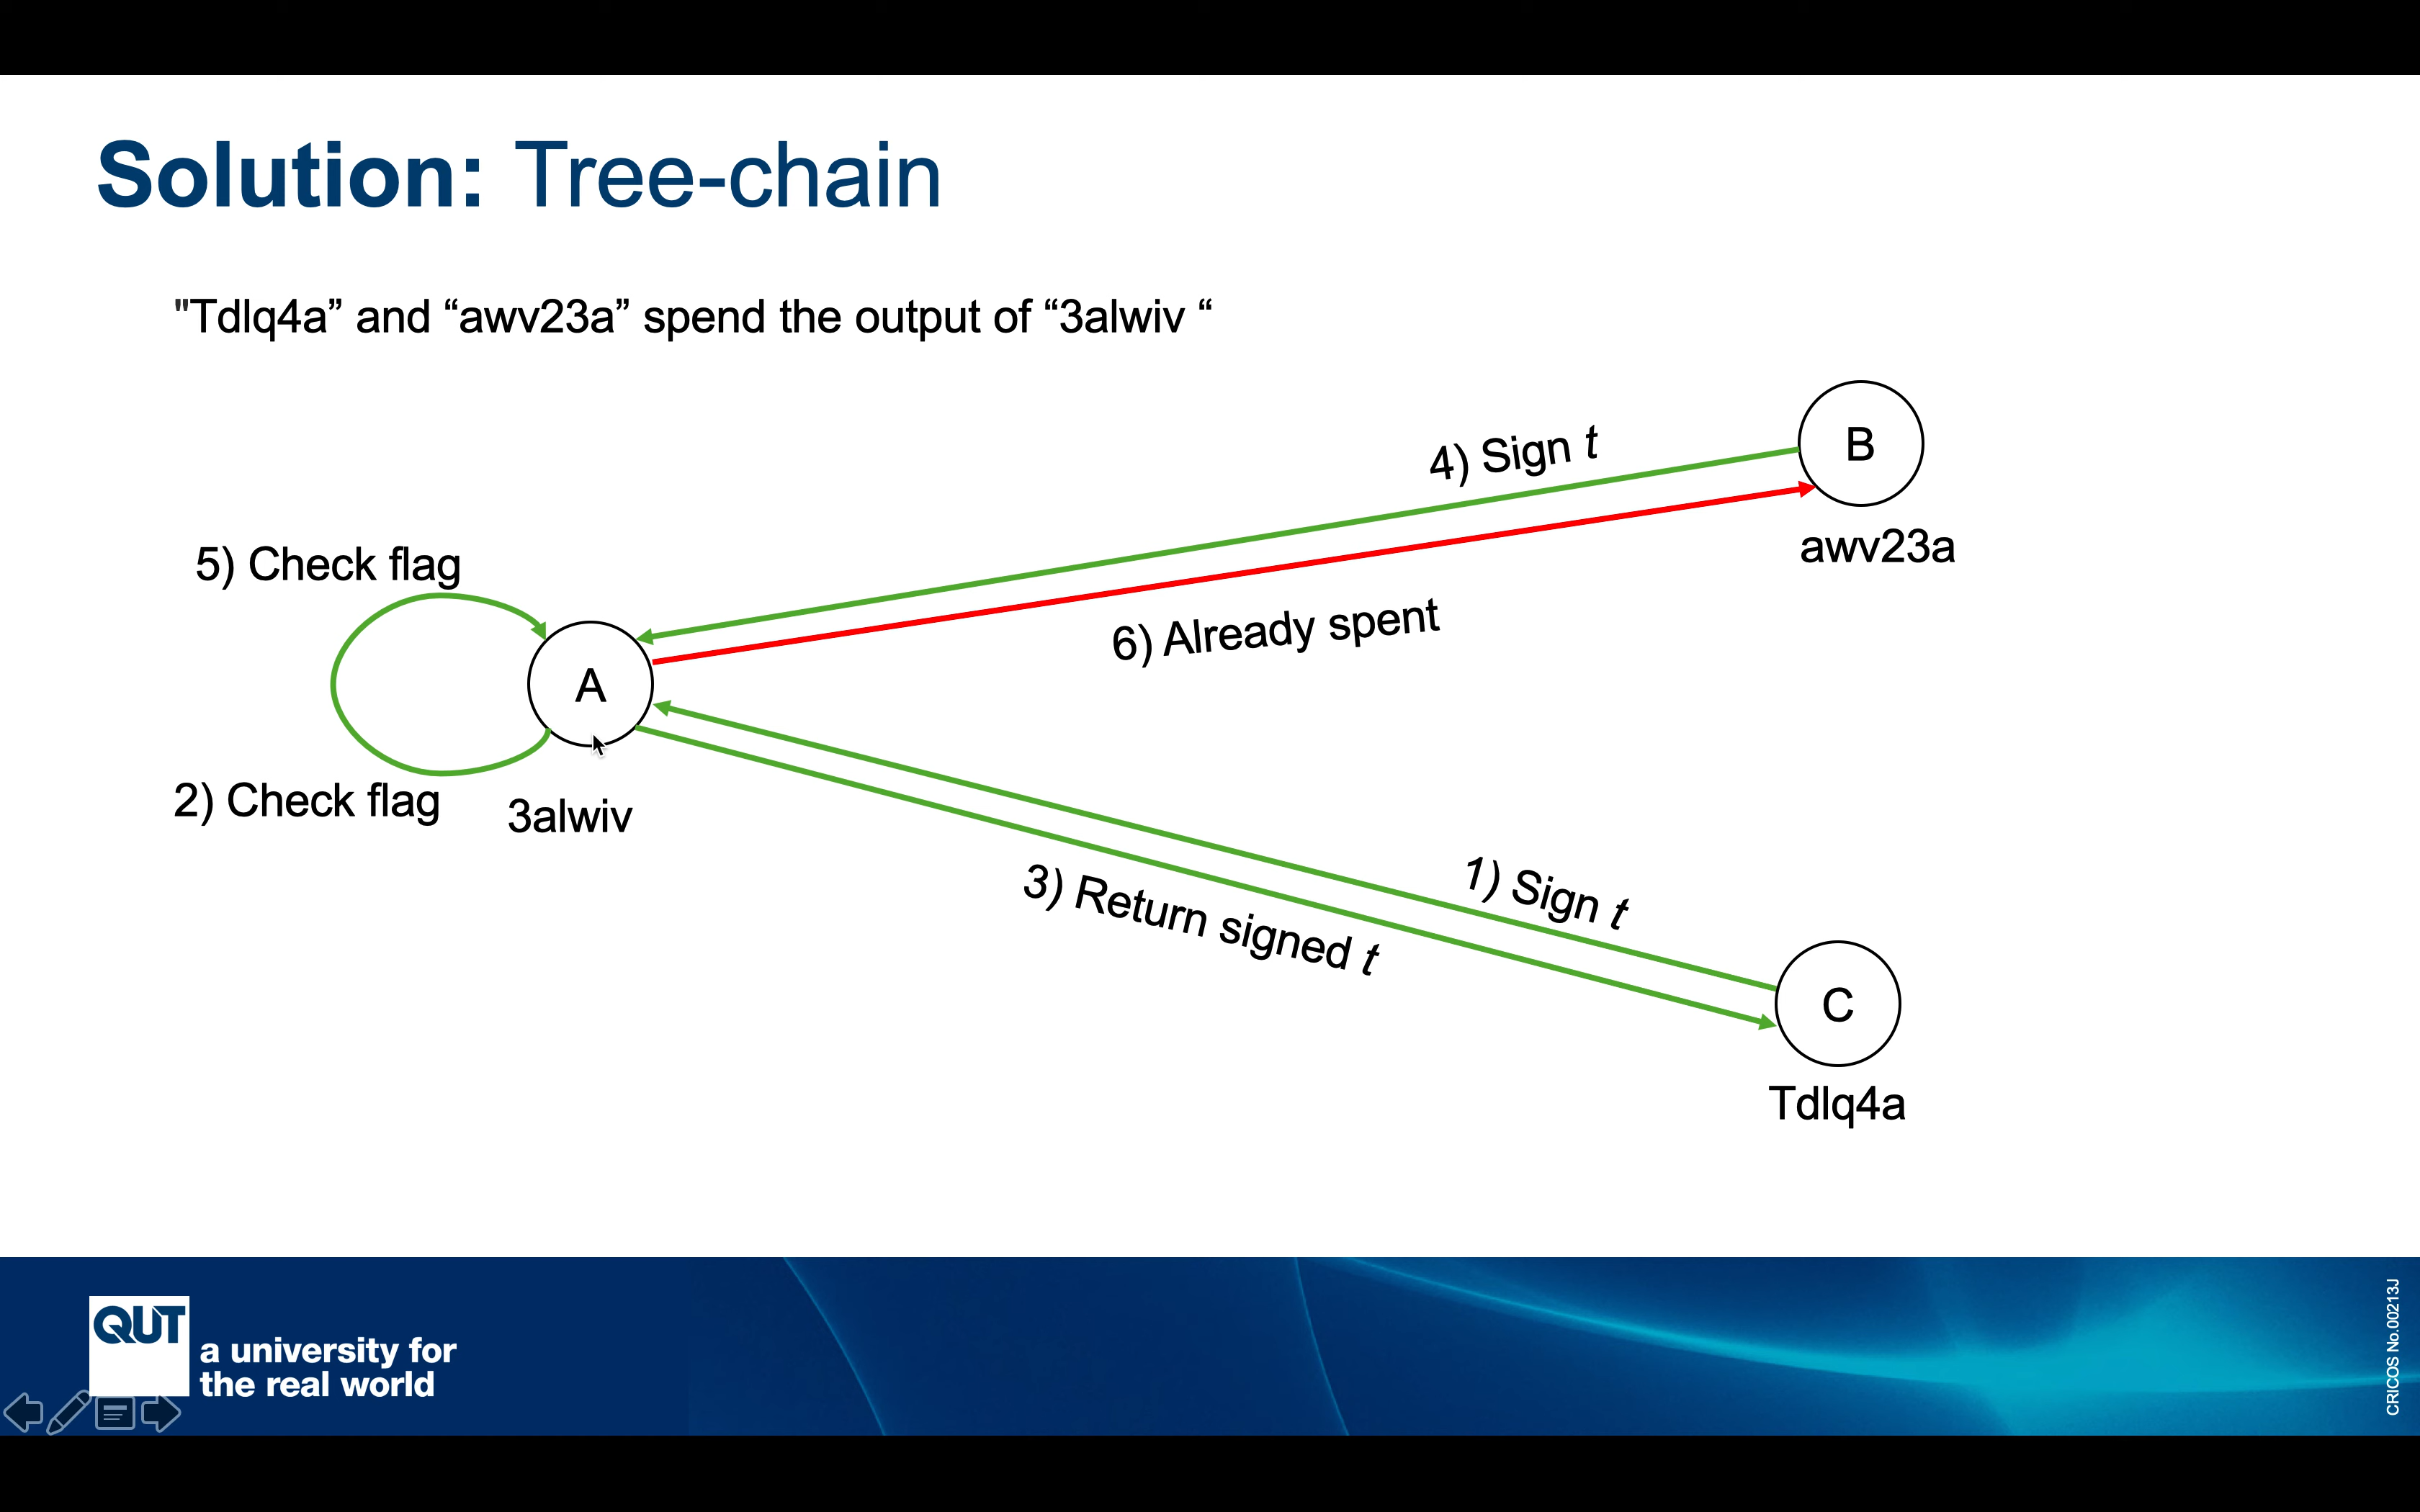 Solution: Tree-chain
"Tdlq4a” and “awv23a” spend the output of “3alwiv “
4) Sign t
B
awv23a
5) Check flag
6) Already spent
A
2) Check flag
3alwiv
1) Sign t
3) Return signed t
C
Tdlq4a
QUT
a university for
the real world
CRICOS No.00213J